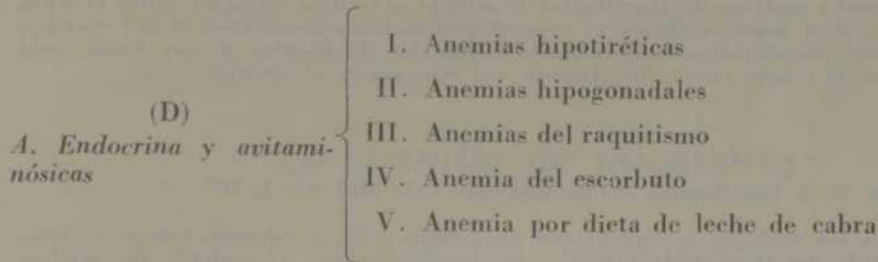 (D)
A. Endocrina y avitami-
nósicas
I. Anemias hipotiréticas
II. Anemias hipogonadales
III. Anemias del raquitismo
IV. Anemia del escorbuto
V. Anemia por dieta de leche de cabra